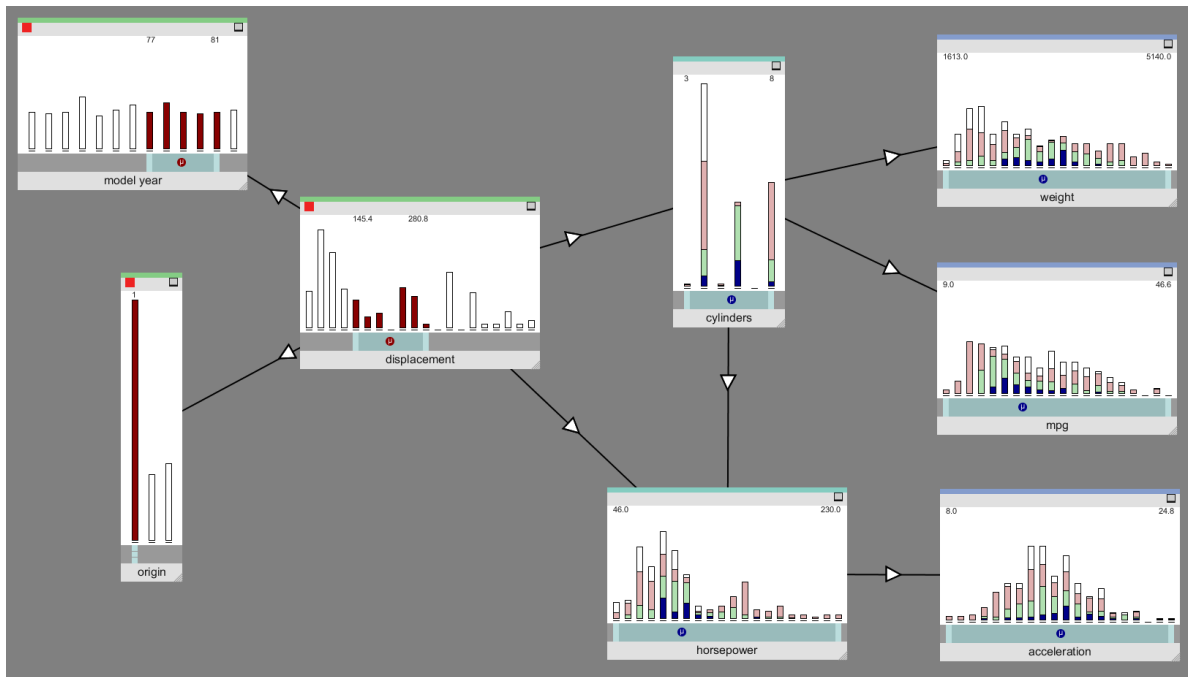 77 81
μ
model year
145.4 280.8
μ
displacement
1
origin
3 8
μ
cylinders
1613.0 5140.0
μ
weight
9.0 46.6
μ
mpg
46.0 230.0
μ
horsepower
8.0 24.8
μ
acceleration